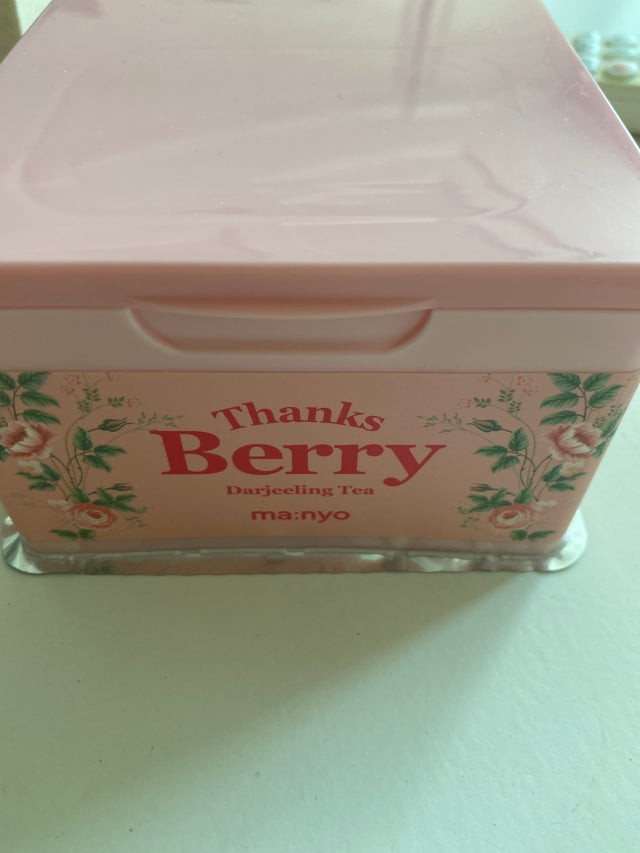 Thanks
Berry
Darjeeling Tea
ma:nyo